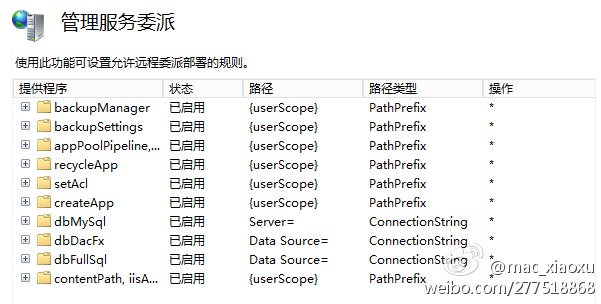 管理服务委派
使用此功能可设置允许远程委派部署的规则。
提供程序 状态 路径 路径类型 操作
backupManager 已启用 {userScope} PathPrefix *
backupSettings 已启用 {userScope} PathPrefix *
appPoolPipeline,... 已启用 {userScope} PathPrefix *
recycleApp 已启用 {userScope} PathPrefix *
setAcl 已启用 {userScope} PathPrefix *
createApp 已启用 {userScope} PathPrefix *
dbMySql 已启用 Server= ConnectionString *
dbDacFx 已启用 Data Source= ConnectionString *
dbFullSql 已启用 Data Source= ConnectionString *
contentPath, iisA... 已启用 {userScope} PathPrefix *
@mac_xiaoxu
weibo.com/277518868